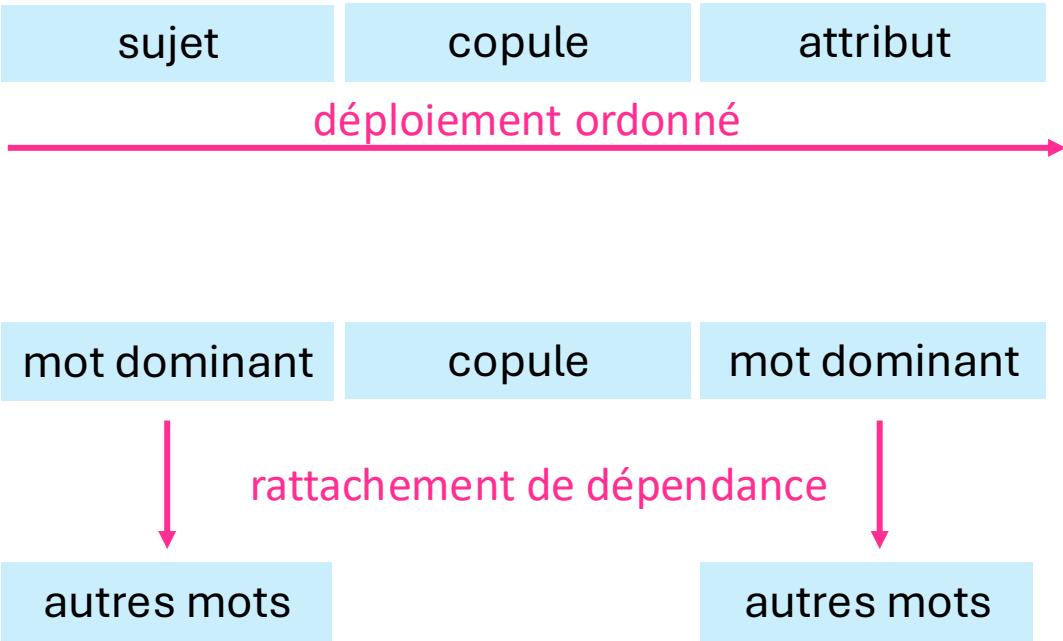 sujet copule attribut
déploiement ordonné
mot dominant copule mot dominant
rattachement de dépendance
autres mots autres mots